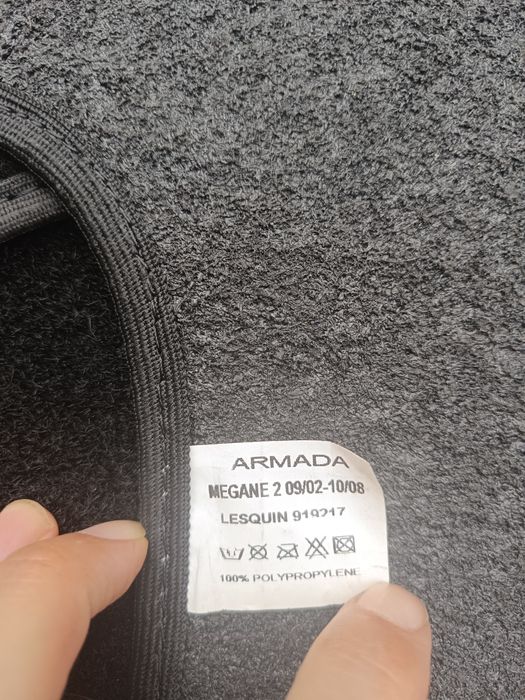 ARMADA
MEGANE 2 09/02-10/08
LESQUIN 919217
100% POLYPROPYLENE